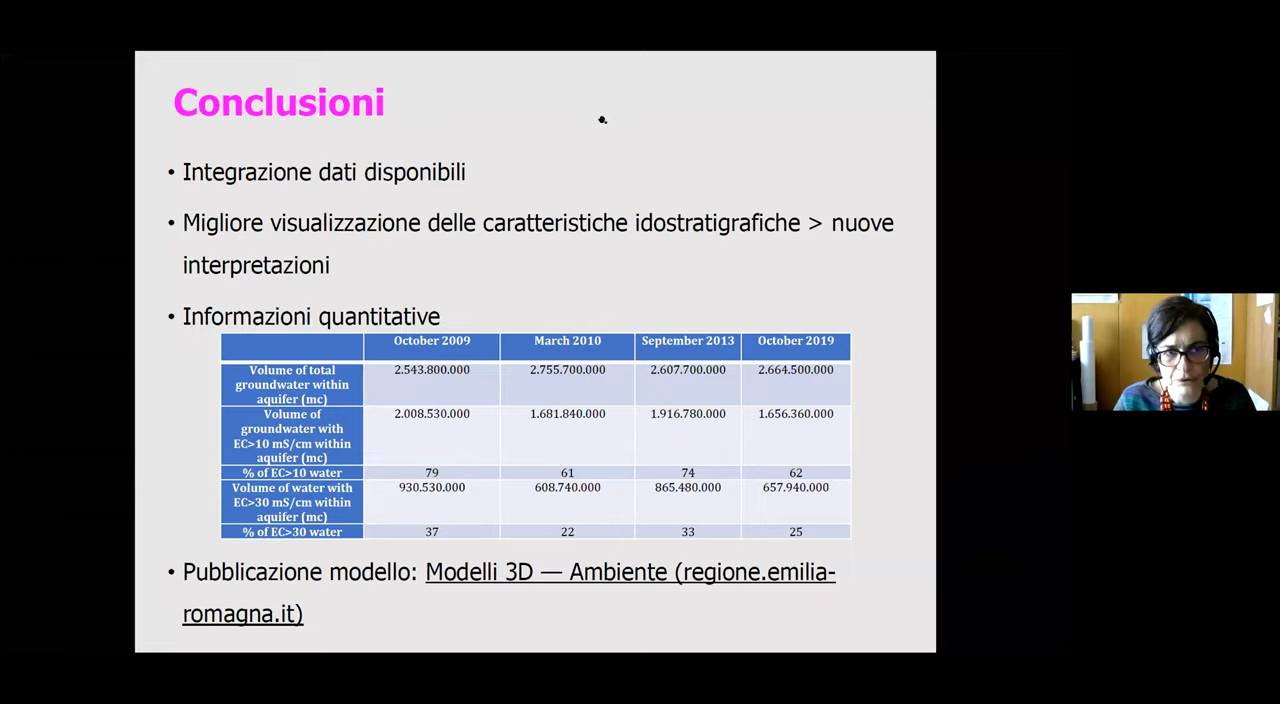 Conclusioni
• Integrazione dati disponibili
• Migliore visualizzazione delle caratteristiche idostratigrafiche > nuove
interpretazioni
• Informazioni quantitative
October 2009 March 2010 September 2013 October 2019
Volume of total
groundwater within
aquifer (mc)
2.543.800.000 2.755.700.000 2.607.700.000 2.664.500.000
Volume of
groundwater with
EC>10 mS/cm within
aquifer (mc)
2.008.530.000 1.681.840.000 1.916.780.000 1.656.360.000
% of EC>10 water 79 61 74 62
Volume of water with
EC>30 mS/cm within
aquifer (mc)
930.530.000 608.740.000 865.480.000 657.940.000
% of EC>30 water 37 22 33 25
• Pubblicazione modello: Modelli 3D — Ambiente (regione.emilia-
romagna.it)